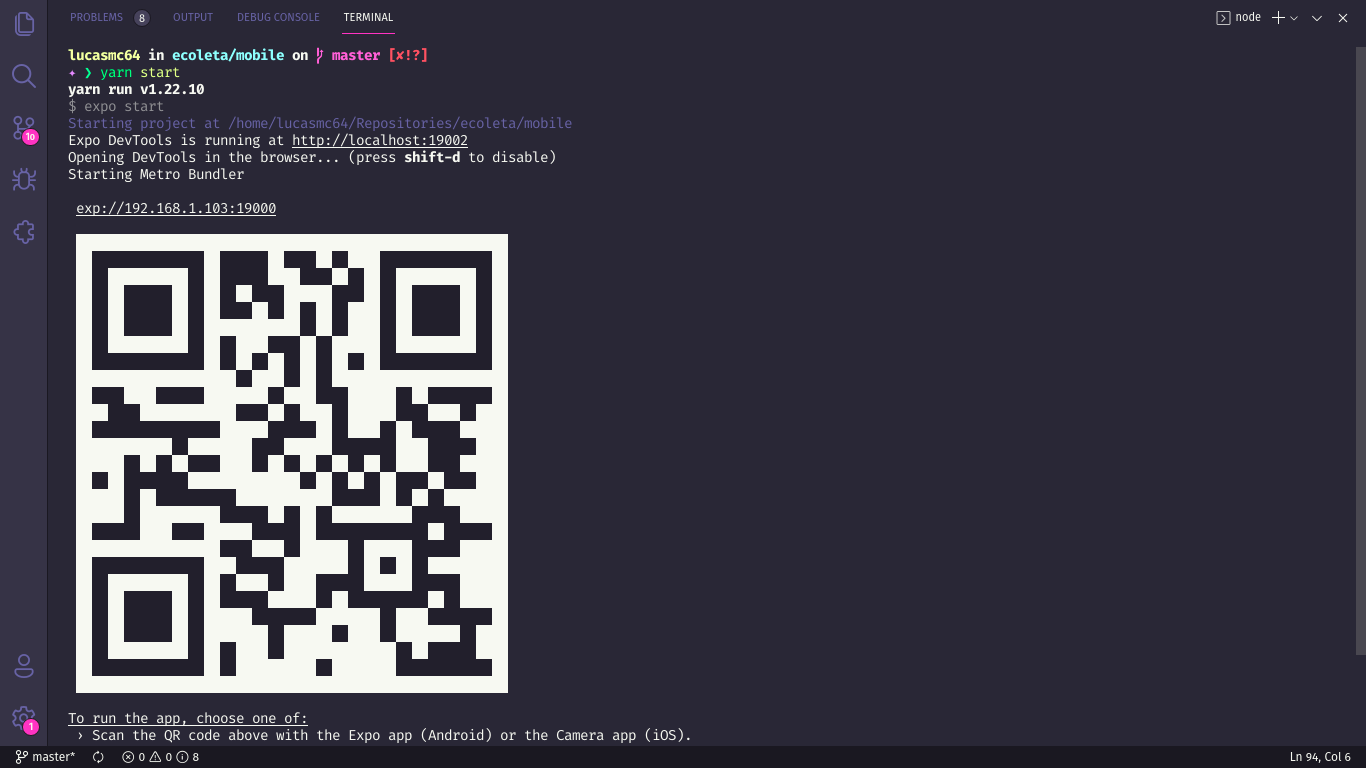 PROBLEMS 8 OUTPUT DEBUG CONSOLE TERMINAL node
lucasmc64 in ecoleta/mobile on master [✘!?]
✦ ❯ yarn start
yarn run v1.22.10
$ expo start
Starting project at /home/lucasmc64/Repositories/ecoleta/mobile
Expo DevTools is running at http://localhost:19002
Opening DevTools in the browser... (press shift-d to disable)
Starting Metro Bundler
exp://192.168.1.103:19000
10
To run the app, choose one of:
› Scan the QR code above with the Expo app (Android) or the Camera app (iOS).
1
master* 0 0 8 Ln 94, Col 6